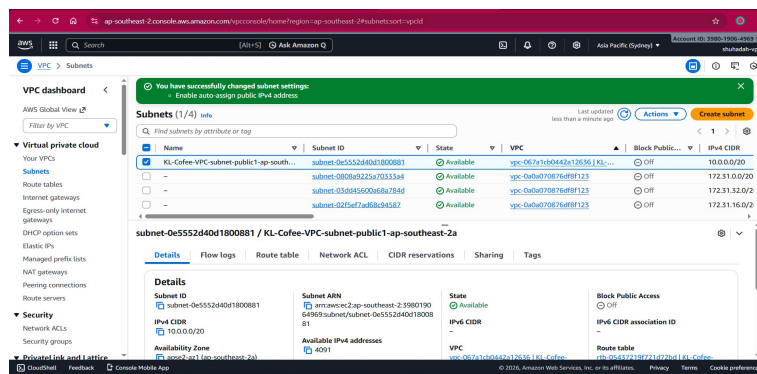 ap-southeast-2.console.aws.amazon.com/vpcconsole/home?region=ap-southeast-2#subnets:sort=vpcId
aws
Search
[Alt+S]
Ask Amazon Q
Asia Pacific (Sydney) ▼
Account ID: 3980-1906-4969
shuhadah-vp
VPC > Subnets
VPC dashboard
AWS Global View
Filter by VPC
Virtual private cloud
Your VPCs
Subnets
Route tables
Internet gateways
Egress-only internet
gateways
DHCP option sets
Elastic IPs
Managed prefix lists
NAT gateways
Peering connections
Route servers
Security
Network ACLs
Security groups
PrivateLink and Lattice
You have successfully changed subnet settings:
Enable auto-assign public IPv4 address
Subnets (1/4) Info
Last updated
less than a minute ago
Actions ▼
Create subnet
Find subnets by attribute or tag
< 1 >
Name Subnet ID State VPC Block Public... IPv4 CIDR
KL-Cofee-VPC-subnet-public1-ap-south... subnet-0e5552d40d1800881 Available vpc-067a1cb0442a12636 | KL-... Off 10.0.0.0/20
– subnet-0808a9225a70333a4 Available vpc-0a0a070876df8f123 Off 172.31.0.0/20
– subnet-03dd45600a68a784d Available vpc-0a0a070876df8f123 Off 172.31.32.0/2
– subnet-02f5ef7ad68c94587 Available vpc-0a0a070876df8f123 Off 172.31.16.0/2
subnet-0e5552d40d1800881 / KL-Cofee-VPC-subnet-public1-ap-southeast-2a
Details Flow logs Route table Network ACL CIDR reservations Sharing Tags
Details
Subnet ID
subnet-0e5552d40d1800881
IPv4 CIDR
10.0.0.0/20
Availability Zone
apse2-az1 (ap-southeast-2a)
Subnet ARN
arn:aws:ec2:ap-southeast-2:3980190
64969:subnet/subnet-0e5552d40d18008
81
Available IPv4 addresses
4091
State
Available
IPv6 CIDR
–
VPC
vpc-067a1cb0442a12636 | KL-Cofee-
Block Public Access
Off
IPv6 CIDR association ID
–
Route table
rtb-05437219f721d72bd | KL-Cofee-
CloudShell Feedback Console Mobile App
© 2026, Amazon Web Services, Inc. or its affiliates. Privacy Terms Cookie preference